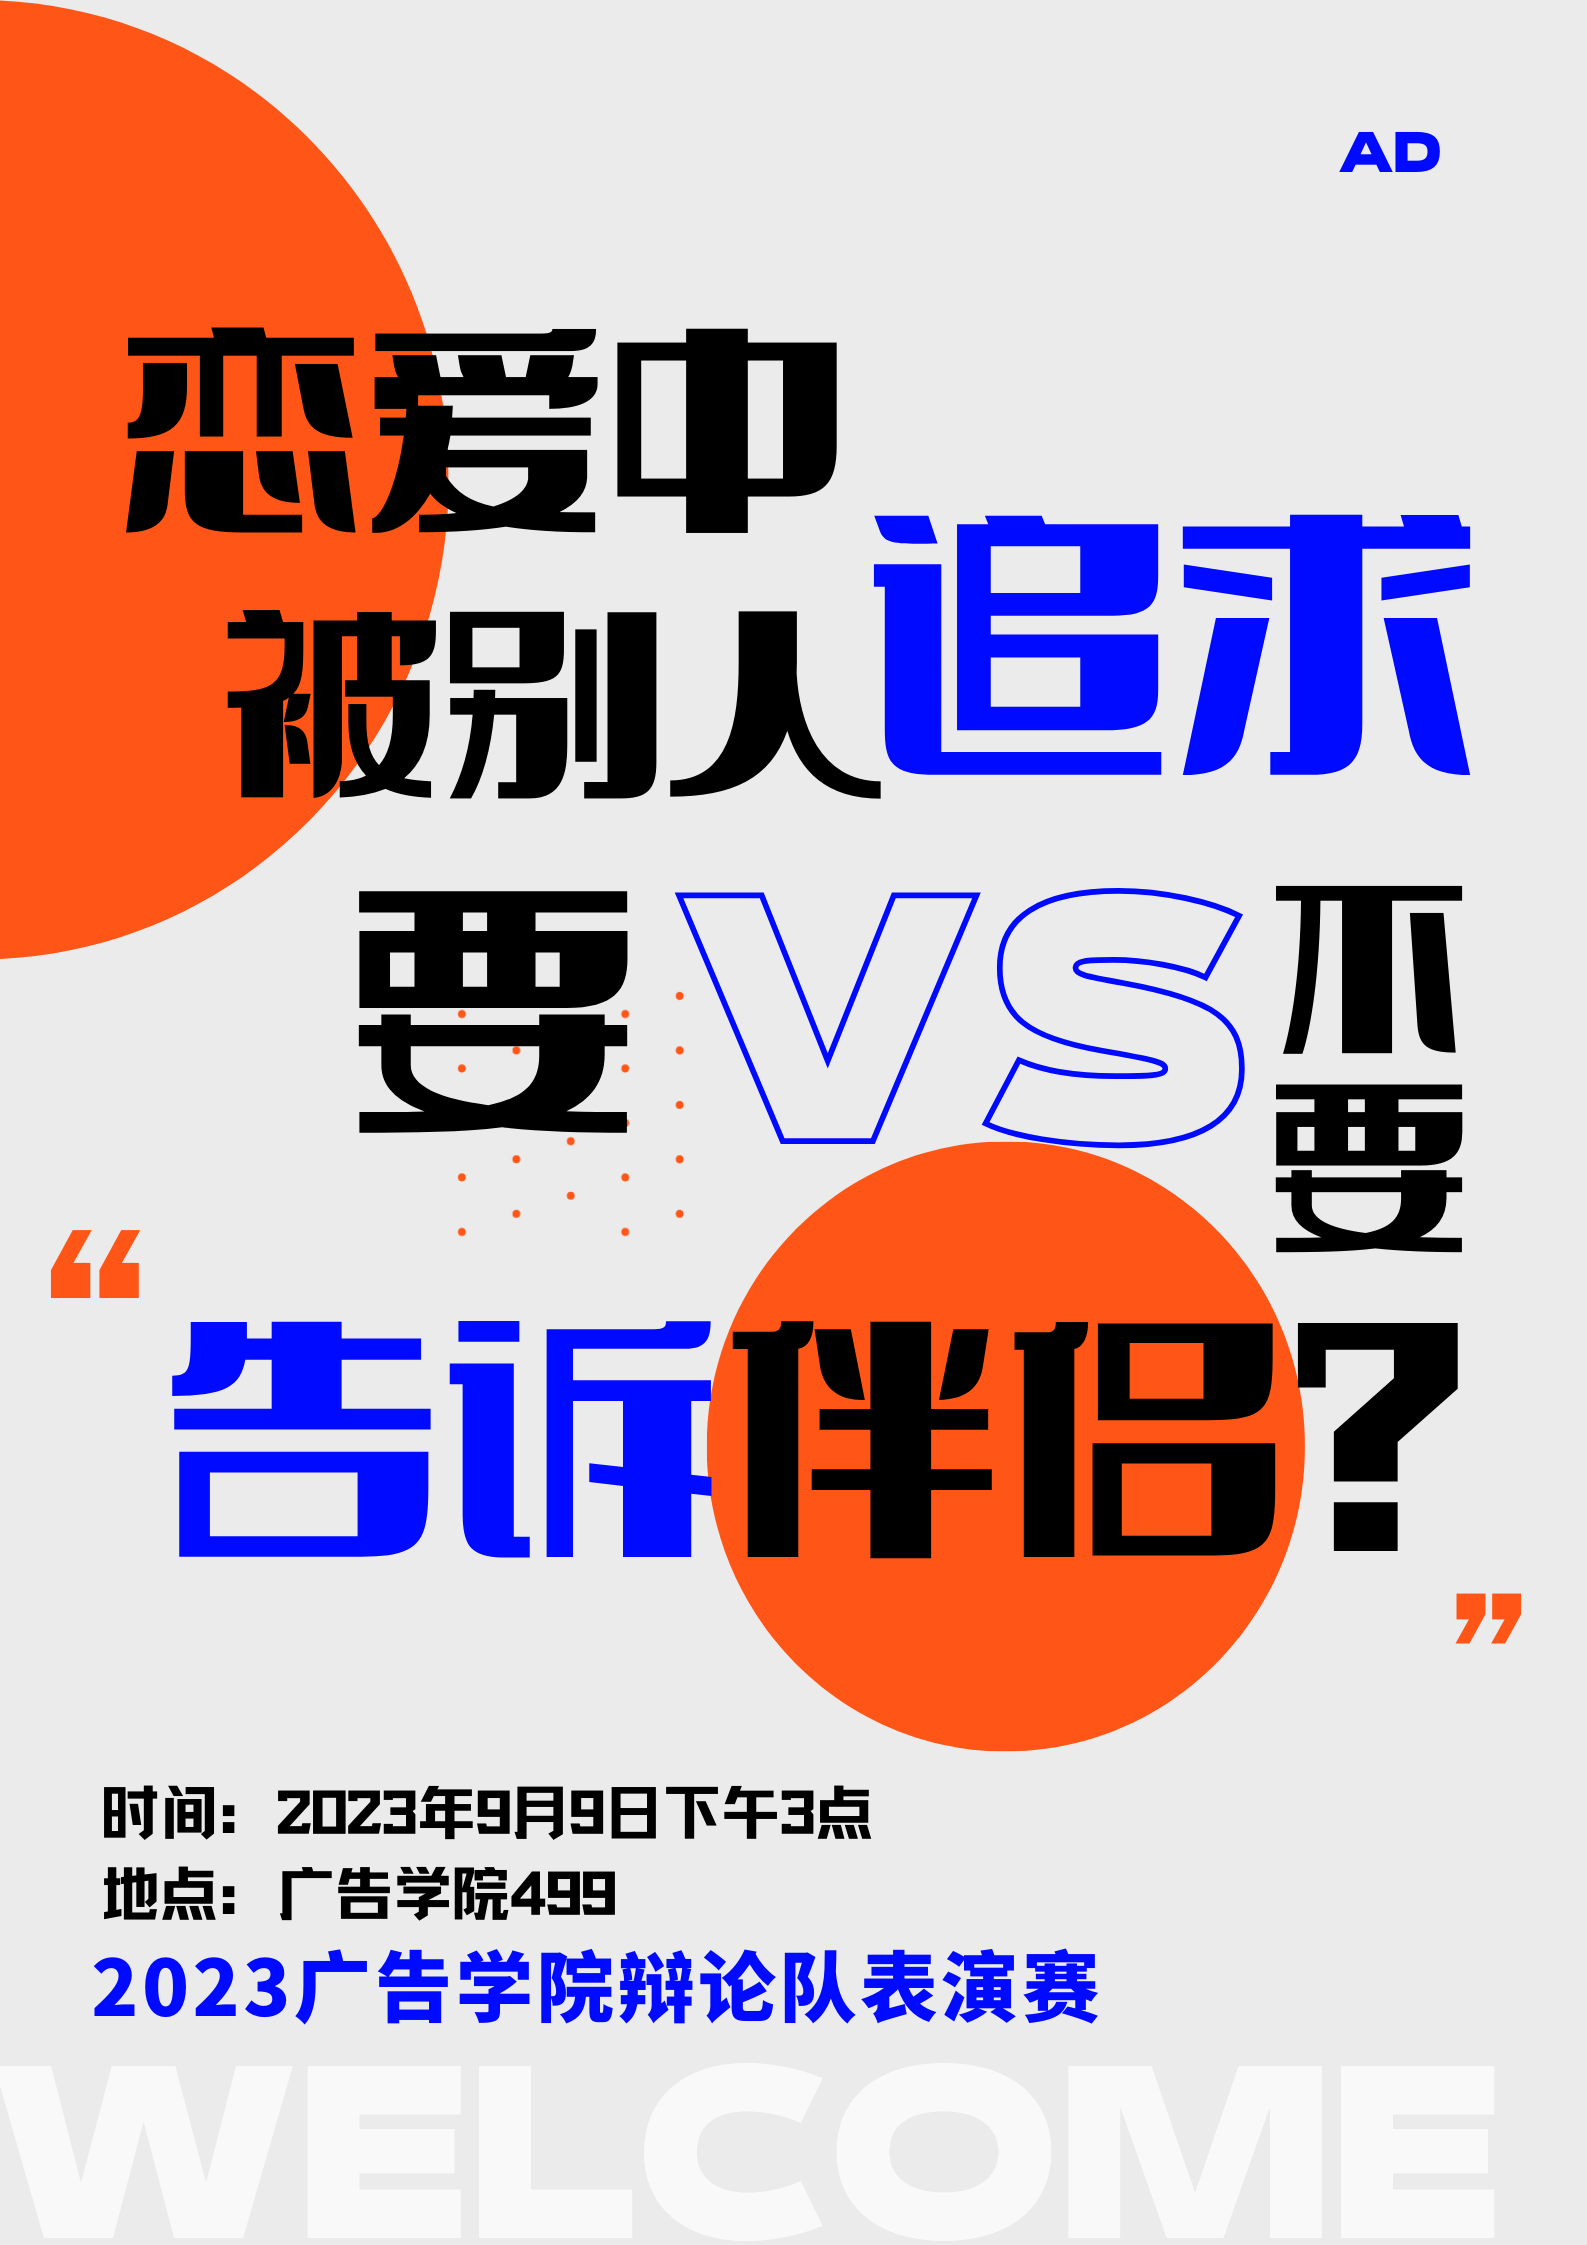 AD
恋爱中
被别人追求
要VS不要
“
告诉伴侣?
”
时间: 2023年9月9日下午3点
地点: 广告学院499
2023广告学院辩论队表演赛
WELCOME